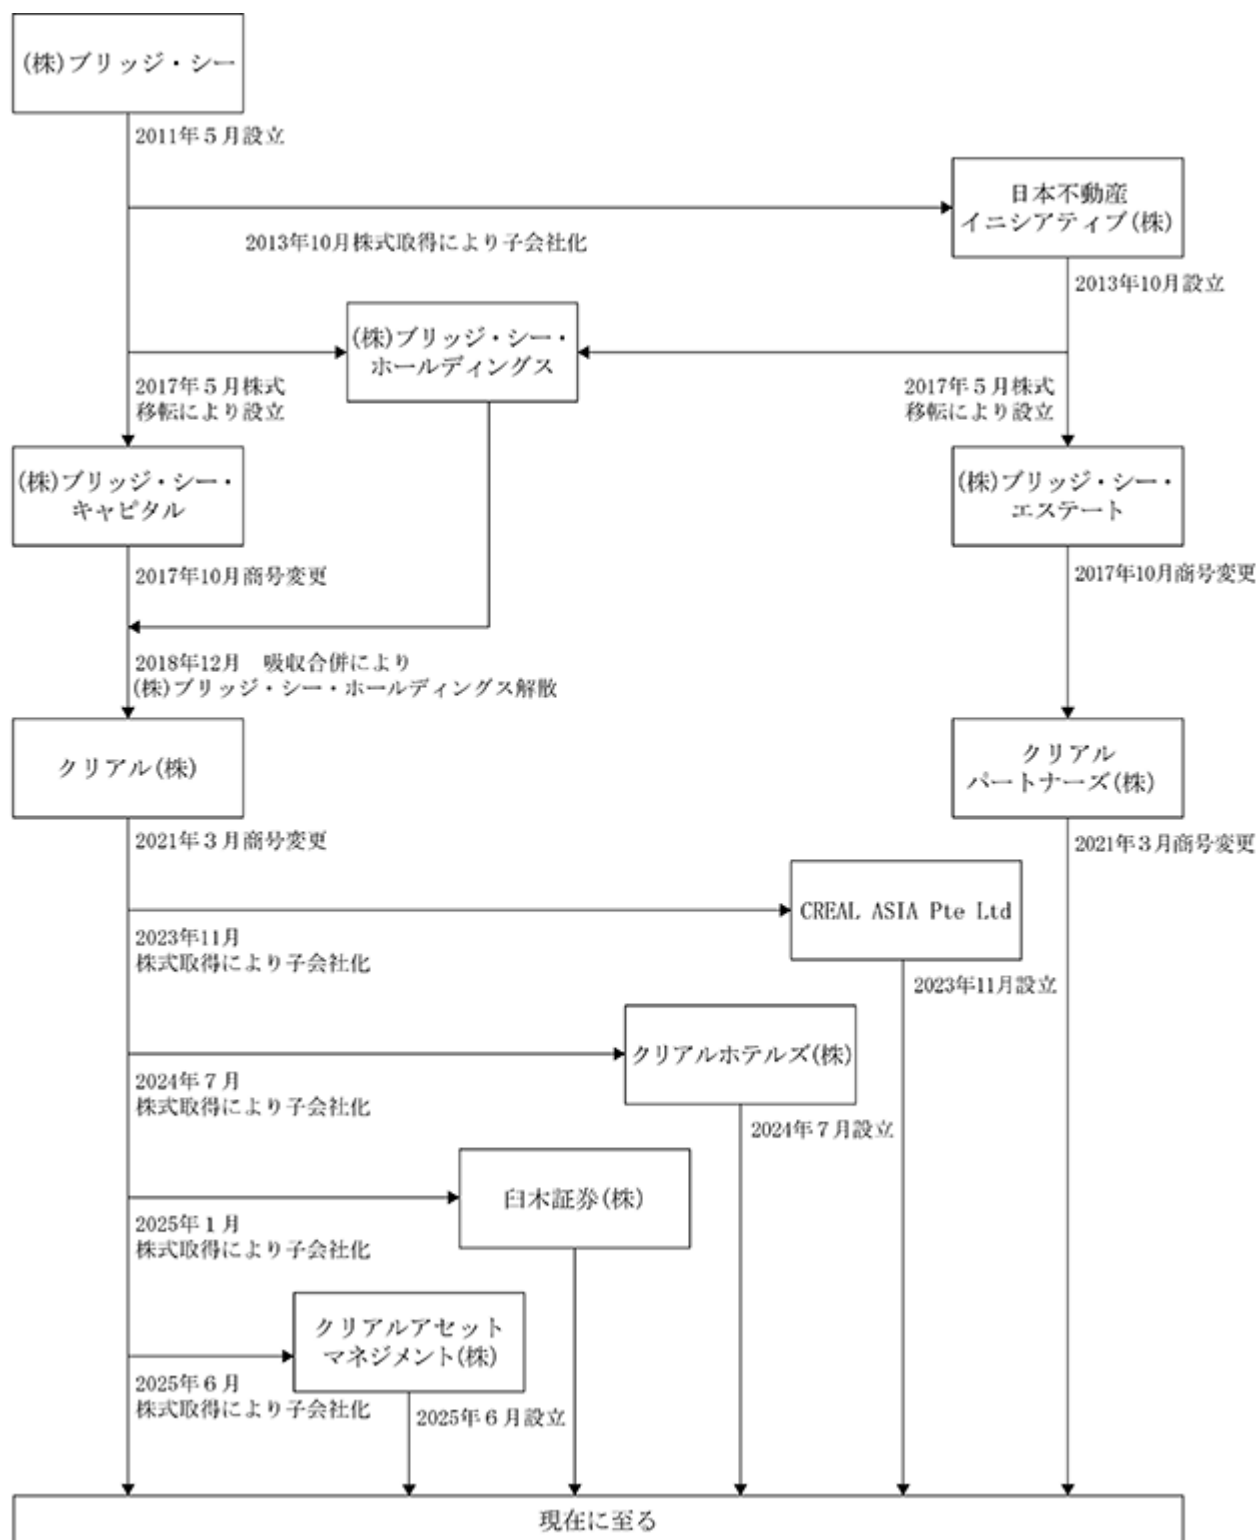 (株)ブリッジ・シー
2011年５月設立
日本不動産
イニシアティブ(株)
2013年10月株式取得により子会社化
2013年10月設立
(株)ブリッジ・シー・
ホールディングス
2017年５月株式
移転により設立
2017年５月株式
移転により設立
(株)ブリッジ・シー・
キャピタル
(株)ブリッジ・シー・
エステート
2017年10月商号変更
2017年10月商号変更
2018年12月　吸収合併により
(株)ブリッジ・シー・ホールディングス解散
クリアル(株)
クリアル
パートナーズ(株)
2021年３月商号変更
2021年３月商号変更
CREAL ASIA Pte Ltd
2023年11月
株式取得により子会社化
2023年11月設立
クリアルホテルズ(株)
2024年７月
株式取得により子会社化
2024年７月設立
臼木証券(株)
2025年１月
株式取得により子会社化
クリアルアセット
マネジメント(株)
2025年６月
株式取得により子会社化
2025年６月設立
現在に至る